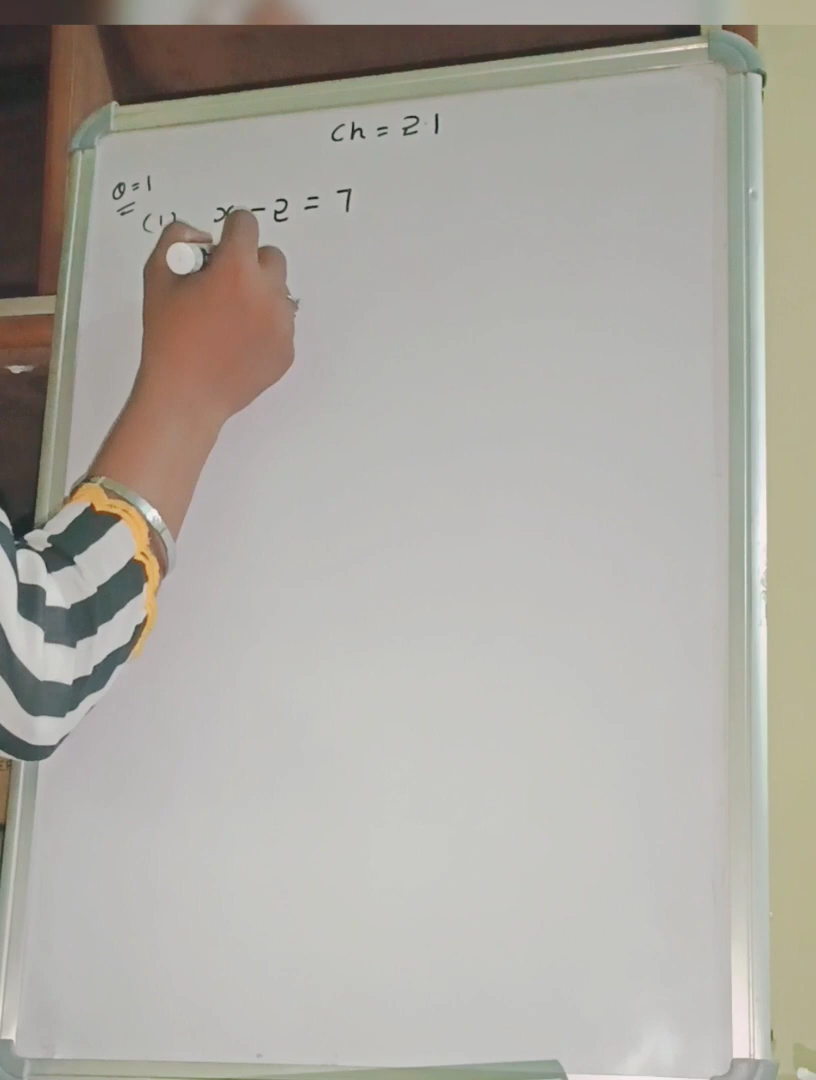 Ch = 2.1
Q=1
(1) x-2 = 7